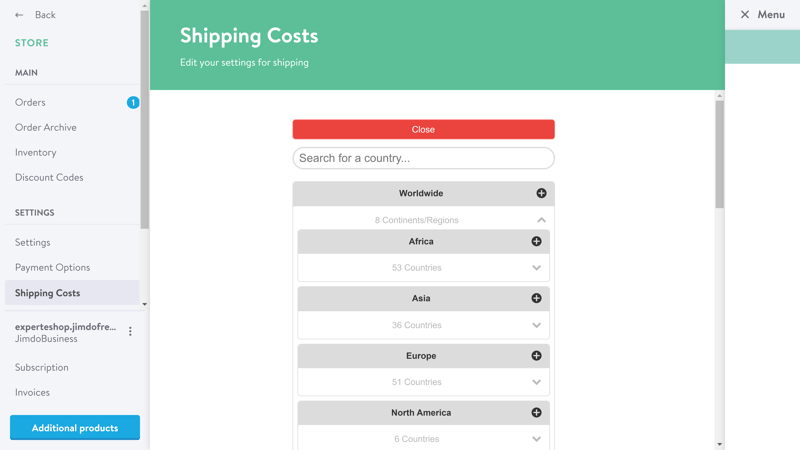 Back
STORE
MAIN
Orders
1
Order Archive
Inventory
Discount Codes
SETTINGS
Settings
Payment Options
Shipping Costs
experteshop.jimdofre...
JimdoBusiness
Subscription
Invoices
Additional products
Shipping Costs
Edit your settings for shipping
Close
Search for a country...
Worldwide
8 Continents/Regions
Africa
53 Countries
Asia
36 Countries
Europe
51 Countries
North America
6 Countries
Menu